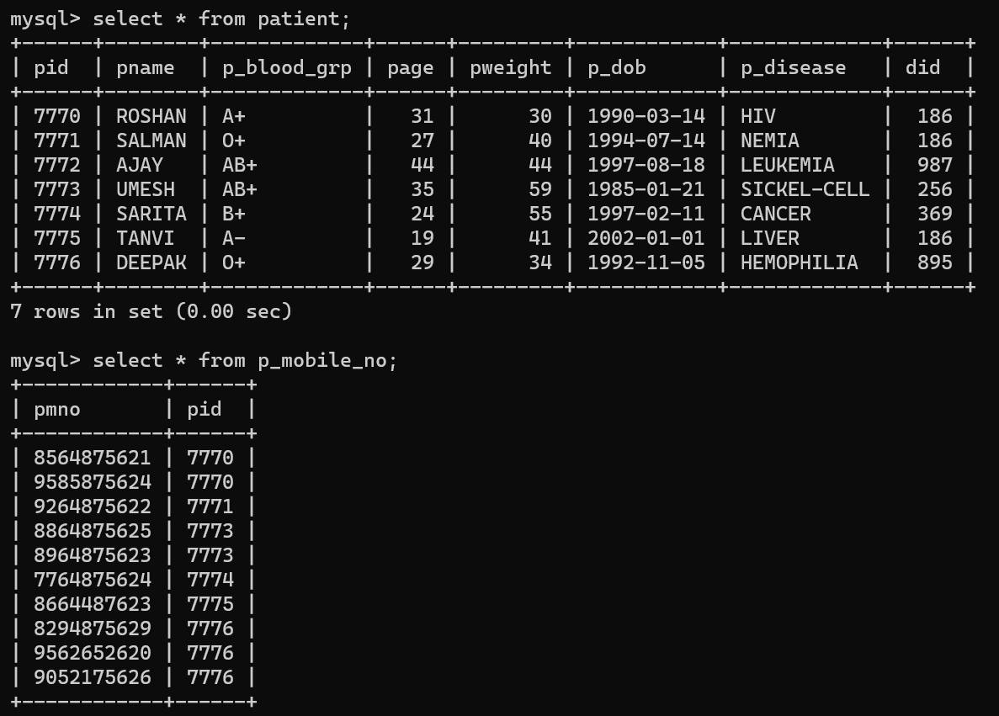 mysql> select * from patient;
+------+--------+-------------+------+---------+------------+-------------+------+
| pid  | pname  | p_blood_grp | page | pweight | p_dob      | p_disease   | did  |
+------+--------+-------------+------+---------+------------+-------------+------+
| 7770 | ROSHAN | A+          |   31 |      30 | 1990-03-14 | HIV         |  186 |
| 7771 | SALMAN | O+          |   27 |      40 | 1994-07-14 | NEMIA       |  186 |
| 7772 | AJAY   | AB+         |   44 |      44 | 1997-08-18 | LEUKEMIA    |  987 |
| 7773 | UMESH  | AB+         |   35 |      59 | 1985-01-21 | SICKEL-CELL |  256 |
| 7774 | SARITA | B+          |   24 |      55 | 1997-02-11 | CANCER      |  369 |
| 7775 | TANVI  | A-          |   19 |      41 | 2002-01-01 | LIVER       |  186 |
| 7776 | DEEPAK | O+          |   29 |      34 | 1992-11-05 | HEMOPHILIA  |  895 |
+------+--------+-------------+------+---------+------------+-------------+------+
7 rows in set (0.00 sec)
mysql> select * from p_mobile_no;
+------------+------+
| pmno       | pid  |
+------------+------+
| 8564875621 | 7770 |
| 9585875624 | 7770 |
| 9264875622 | 7771 |
| 8864875625 | 7773 |
| 8964875623 | 7773 |
| 7764875624 | 7774 |
| 8664487623 | 7775 |
| 8294875629 | 7776 |
| 9562652620 | 7776 |
| 9052175626 | 7776 |
+------------+------+